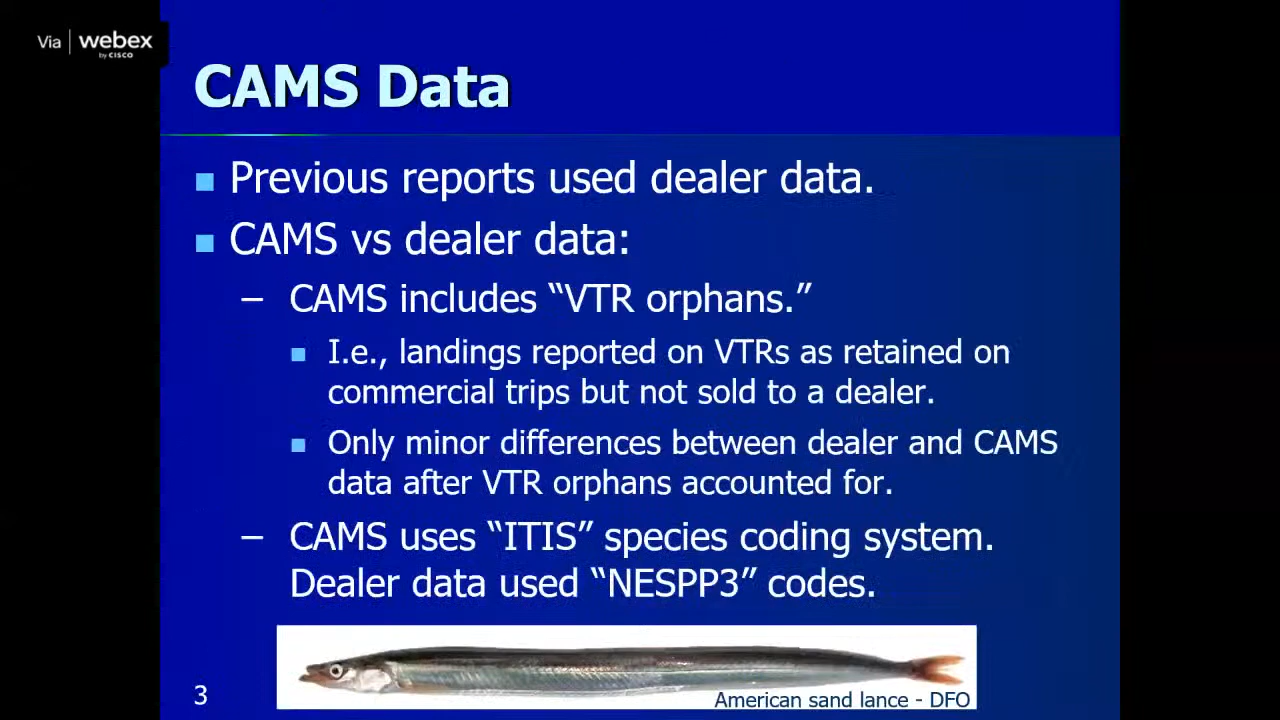 Via | webex
by CISCO
CAMS Data
Previous reports used dealer data.
CAMS vs dealer data:
– CAMS includes “VTR orphans.”
I.e., landings reported on VTRs as retained on
commercial trips but not sold to a dealer.
Only minor differences between dealer and CAMS
data after VTR orphans accounted for.
– CAMS uses “ITIS” species coding system.
Dealer data used “NESPP3” codes.
American sand lance - DFO
3